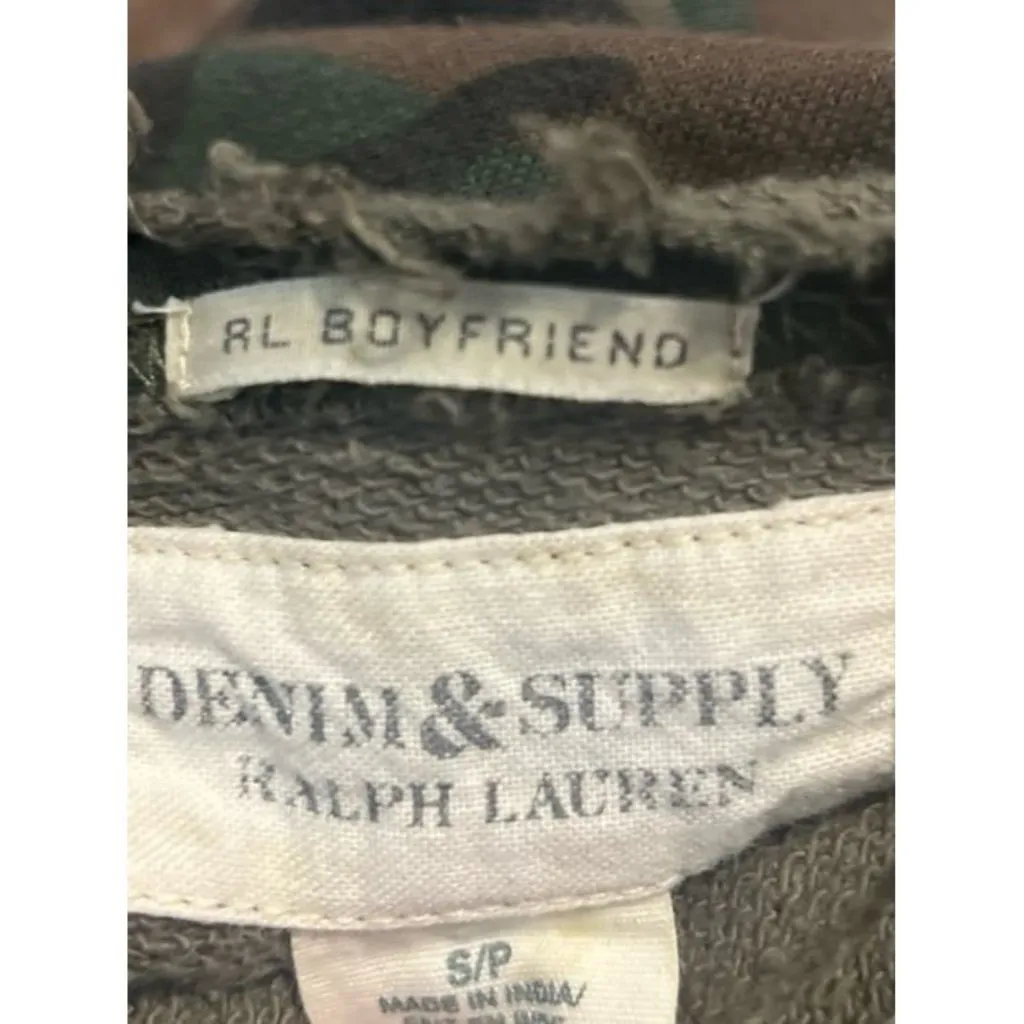 RL BOYFRIEND
DENIM & SUPPLY
RALPH LAUREN
S/P
MADE IN INDIA/